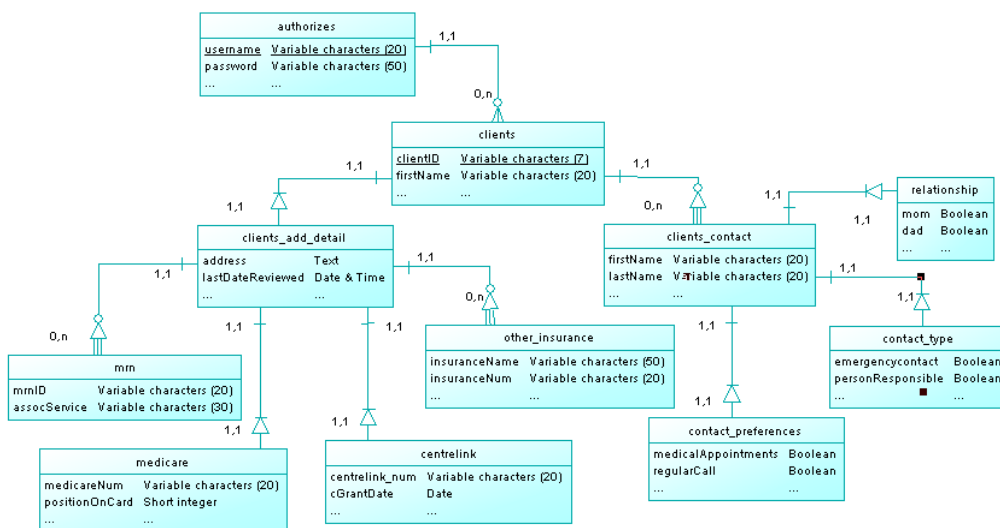 authorizes
username Variable characters (20)
password Variable characters (50)
... ...
1,1
0,n
clients
clientID Variable characters (7)
firstName Variable characters (20)
... ...
1,1
1,1
1,1
0,n
relationship
mom Boolean
dad Boolean
... ...
1,1
1,1
clients_add_detail
address Text
lastDateReviewed Date & Time
... ...
clients_contact
firstName Variable characters (20)
lastName Variable characters (20)
... ...
1,1
0,n
1,1
0,n
1,1
1,1
mrn
mrnID Variable characters (20)
assocService Variable characters (30)
1,1
1,1
other_insurance
insuranceName Variable characters (50)
insuranceNum Variable characters (20)
... ...
1,1
contact_type
emergencycontact Boolean
personResponsible Boolean
... ...
1,1
1,1
1,1
medicare
medicareNum Variable characters (20)
positionOnCard Short integer
... ...
centrelink
centrelink_num Variable characters (20)
cGrantDate Date
... ...
contact_preferences
medicalAppointments Boolean
regularCall Boolean
... ...